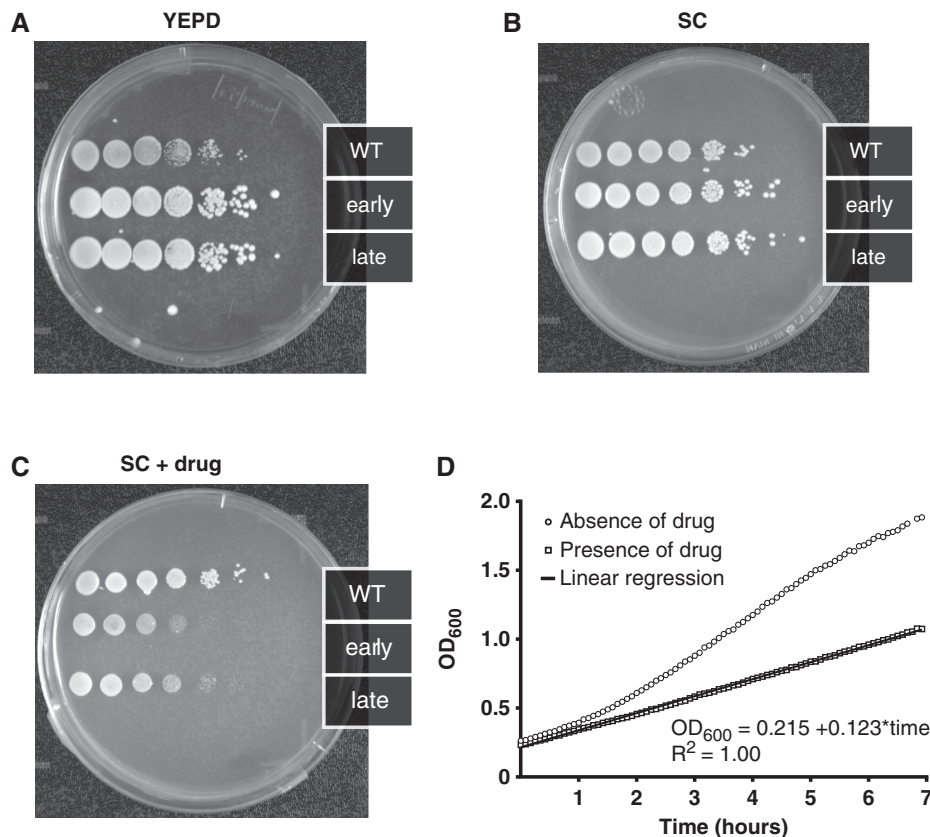 A
YEPD
WT
early
late
B
SC
WT
early
late
C
SC + drug
WT
early
late
D
2.0
1.5
1.0
0.5
0
OD600
Absence of drug
Presence of drug
Linear regression
OD600 = 0.215 +0.123*time
R2 = 1.00
1 2 3 4 5 6 7
Time (hours)